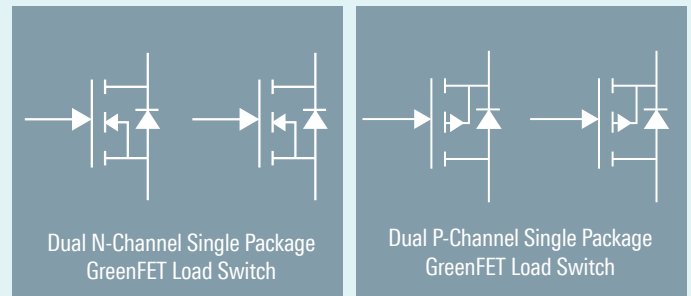 Dual N-Channel Single Package
GreenFET Load Switch
Dual P-Channel Single Package
GreenFET Load Switch